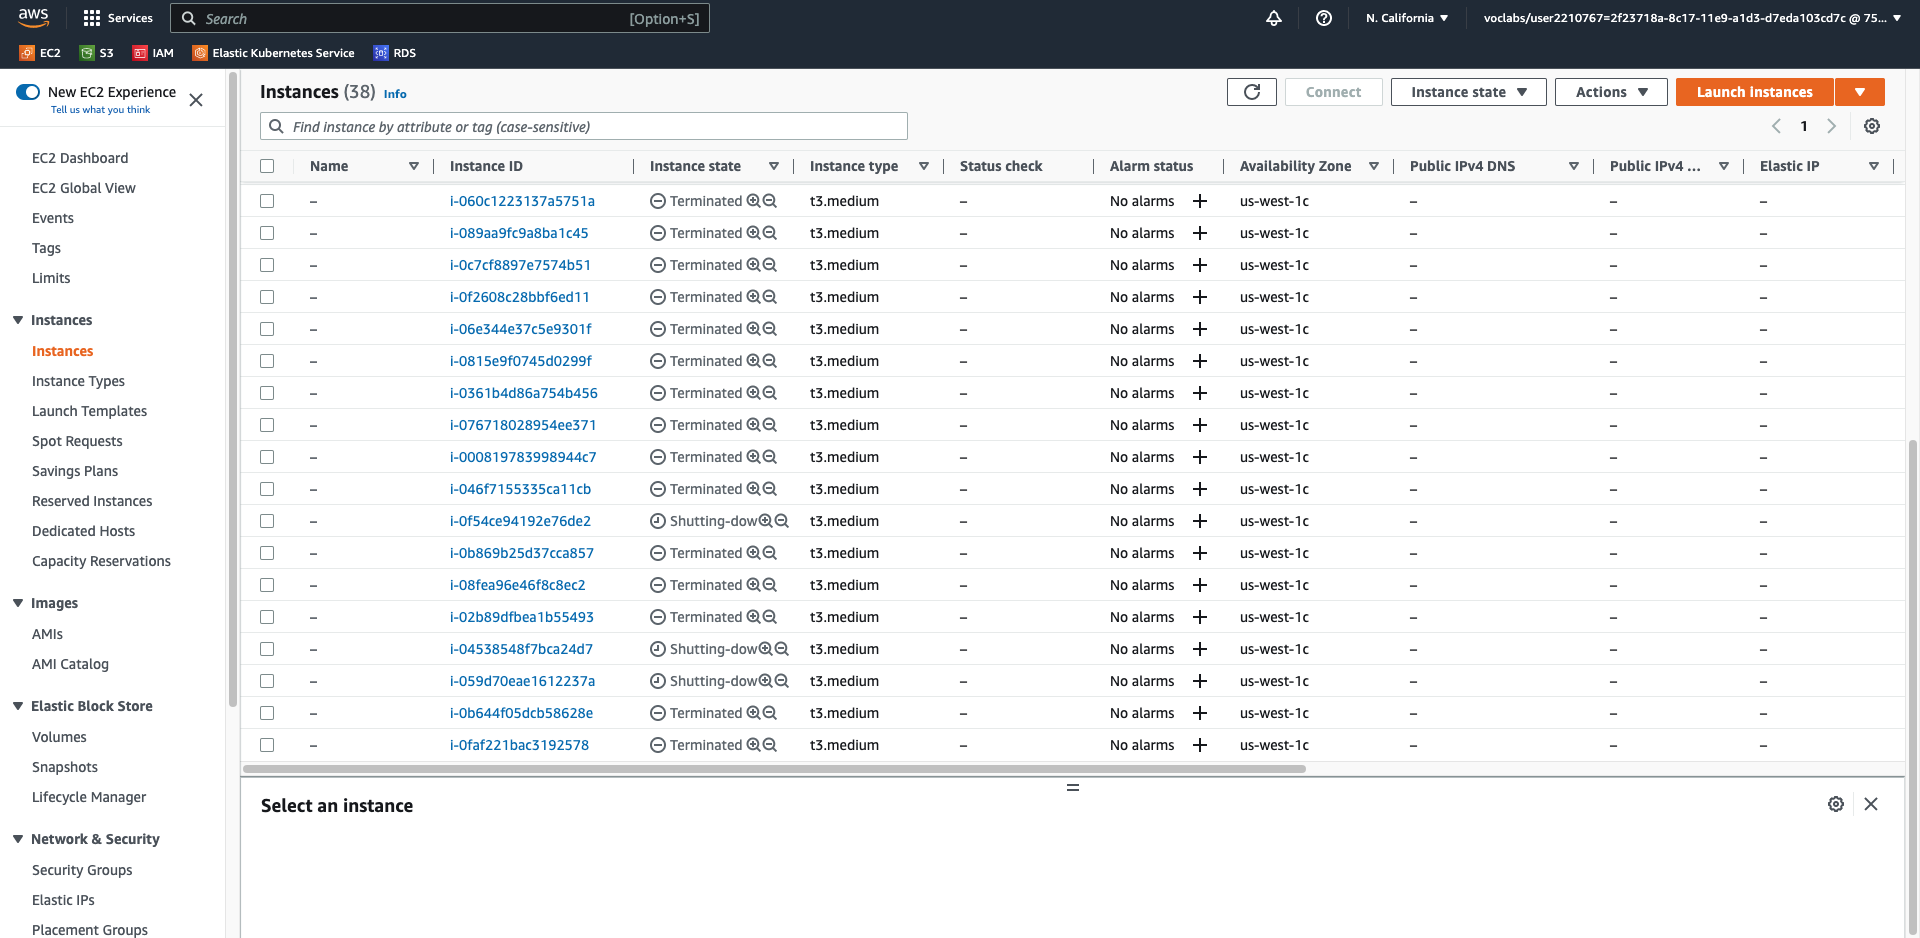 aws
Services
Search
[Option+S]
N. California
voclabs/user2210767=2f23718a-8c17-11e9-a1d3-d7eda103cd7c @ 75...
EC2
S3
IAM
Elastic Kubernetes Service
RDS
New EC2 Experience
Tell us what you think
EC2 Dashboard
EC2 Global View
Events
Tags
Limits
Instances
Instances
Instance Types
Launch Templates
Spot Requests
Savings Plans
Reserved Instances
Dedicated Hosts
Capacity Reservations
Images
AMIs
AMI Catalog
Elastic Block Store
Volumes
Snapshots
Lifecycle Manager
Network & Security
Security Groups
Elastic IPs
Placement Groups
Instances (38) Info
Connect
Instance state
Actions
Launch instances
Find instance by attribute or tag (case-sensitive)
1
Name Instance ID Instance state Instance type Status check Alarm status Availability Zone Public IPv4 DNS Public IPv4 ... Elastic IP
– i-060c1223137a5751a Terminated t3.medium – No alarms + us-west-1c – – –
– i-089aa9fc9a8ba1c45 Terminated t3.medium – No alarms + us-west-1c – – –
– i-0c7cf8897e7574b51 Terminated t3.medium – No alarms + us-west-1c – – –
– i-0f2608c28bbf6ed11 Terminated t3.medium – No alarms + us-west-1c – – –
– i-06e344e37c5e9301f Terminated t3.medium – No alarms + us-west-1c – – –
– i-0815e9f0745d0299f Terminated t3.medium – No alarms + us-west-1c – – –
– i-0361b4d86a754b456 Terminated t3.medium – No alarms + us-west-1c – – –
– i-076718028954ee371 Terminated t3.medium – No alarms + us-west-1c – – –
– i-000819783998944c7 Terminated t3.medium – No alarms + us-west-1c – – –
– i-046f7155335ca11cb Terminated t3.medium – No alarms + us-west-1c – – –
– i-0f54ce94192e76de2 Shutting-dow t3.medium – No alarms + us-west-1c – – –
– i-0b869b25d37cca857 Terminated t3.medium – No alarms + us-west-1c – – –
– i-08fea96e46f8c8ec2 Terminated t3.medium – No alarms + us-west-1c – – –
– i-02b89dfbea1b55493 Terminated t3.medium – No alarms + us-west-1c – – –
– i-04538548f7bca24d7 Shutting-dow t3.medium – No alarms + us-west-1c – – –
– i-059d70eae1612237a Shutting-dow t3.medium – No alarms + us-west-1c – – –
– i-0b644f05dcb58628e Terminated t3.medium – No alarms + us-west-1c – – –
– i-0faf221bac3192578 Terminated t3.medium – No alarms + us-west-1c – – –
Select an instance